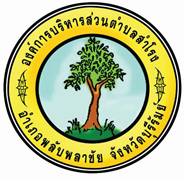 องค์การบริหารส่วนตำบลสำโรง
อำเภอพลับพลาชัย จังหวัดบุรีรัมย์